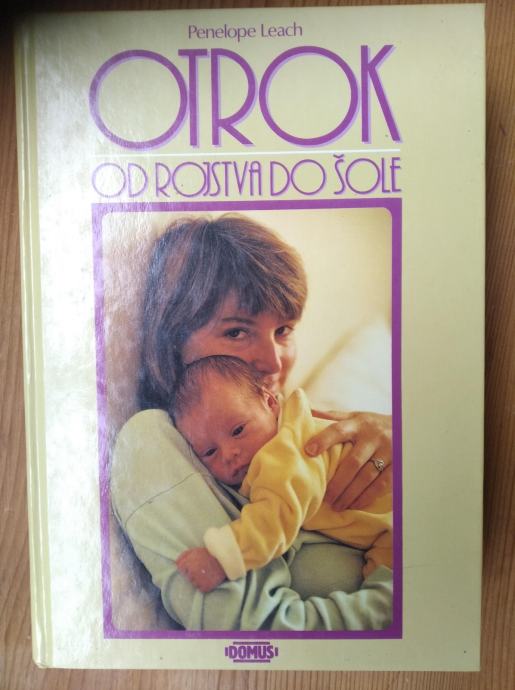 Penelope Leach
OTROK
OD ROJSTVA DO ŠOLE
DOMUS